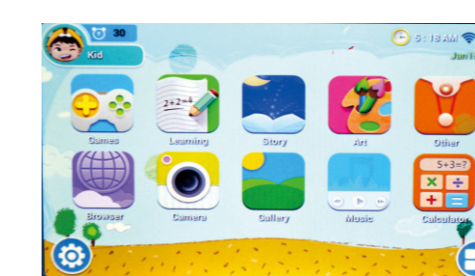 30
5:18 AM
Kid
Games
Learning
2+2=4
Story
Art
Other
Browser
Camera
Gallery
Music
5+3=?
Calculator